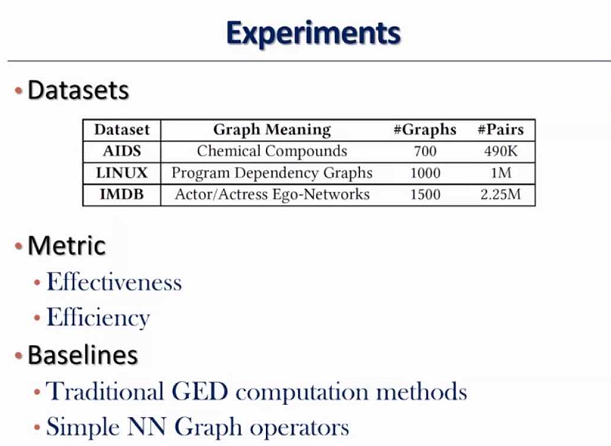 Experiments
• Datasets
Dataset Graph Meaning #Graphs #Pairs
AIDS Chemical Compounds 700 490K
LINUX Program Dependency Graphs 1000 1M
IMDB Actor/Actress Ego-Networks 1500 2.25M
• Metric
• Effectiveness
• Efficiency
• Baselines
• Traditional GED computation methods
• Simple NN Graph operators